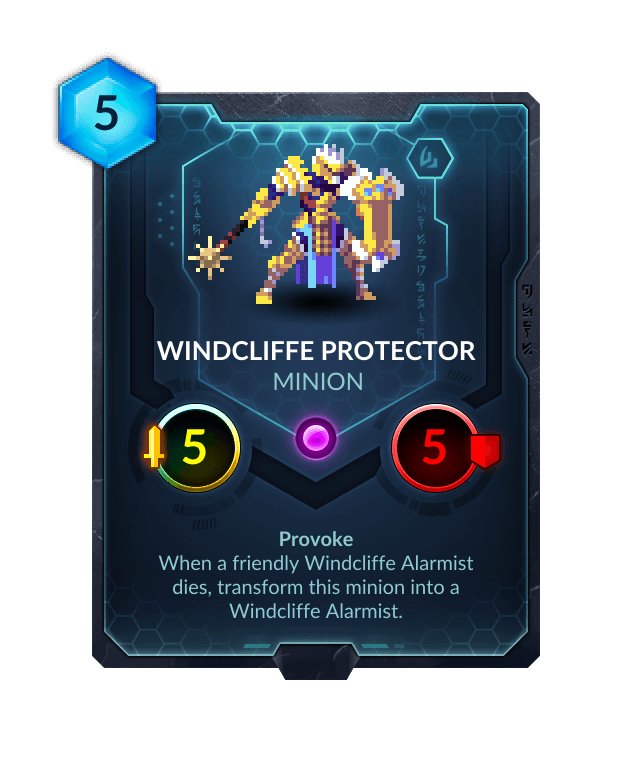 5
WINDCLIFFE PROTECTOR
MINION
5
5
Provoke
When a friendly Windcliffe Alarmist
dies, transform this minion into a
Windcliffe Alarmist.